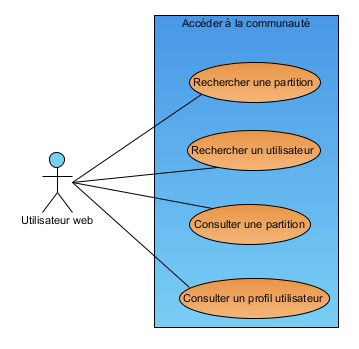 Accéder à la communauté
Rechercher une partition
Rechercher un utilisateur
Utilisateur web
Consulter une partition
Consulter un profil utilisateur